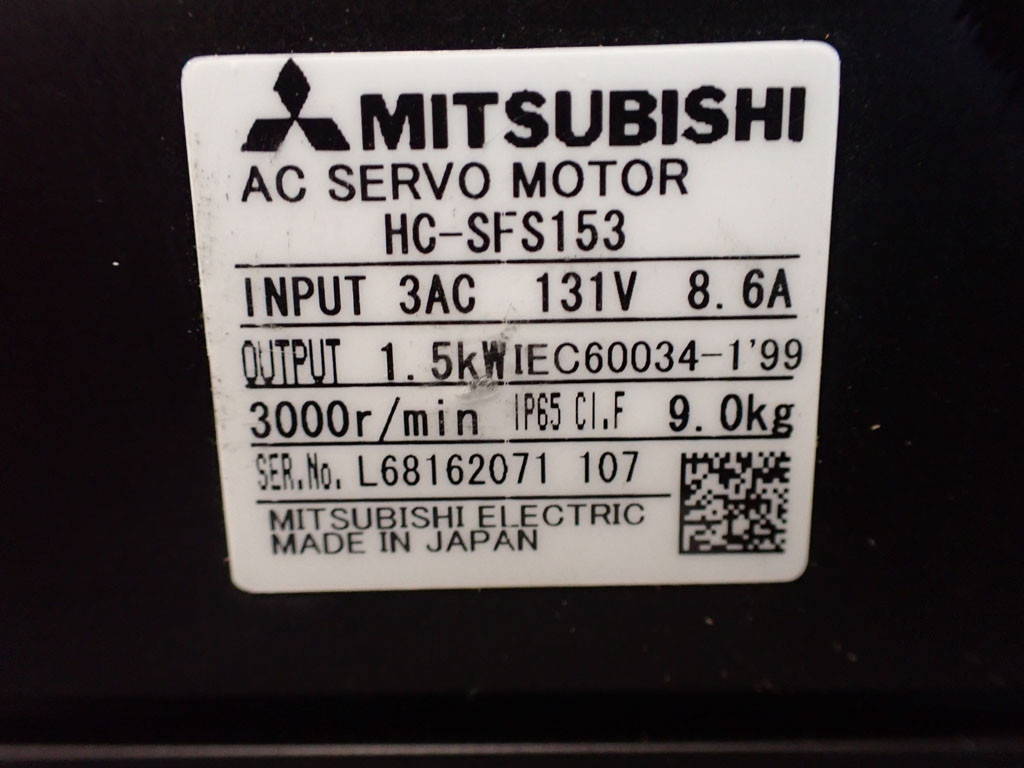 MITSUBISHI
AC SERVO MOTOR
HC-SFS153
INPUT 3AC 131V 8.6A
OUTPUT 1.5kW IEC60034-1'99
3000r/min IP65 CI.F 9.0kg
SER.No. L68162071 107
MITSUBISHI ELECTRIC
MADE IN JAPAN